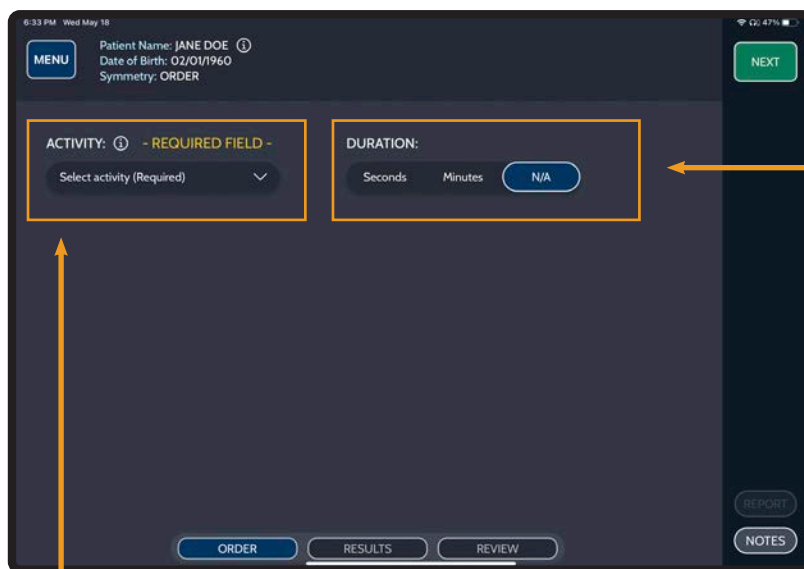 6:33 PM Wed May 18
47%
MENU
Patient Name: JANE DOE
Date of Birth: 02/01/1960
Symmetry: ORDER
NEXT
ACTIVITY: - REQUIRED FIELD -
Select activity (Required)
DURATION:
Seconds Minutes N/A
REPORT
ORDER RESULTS REVIEW
NOTES